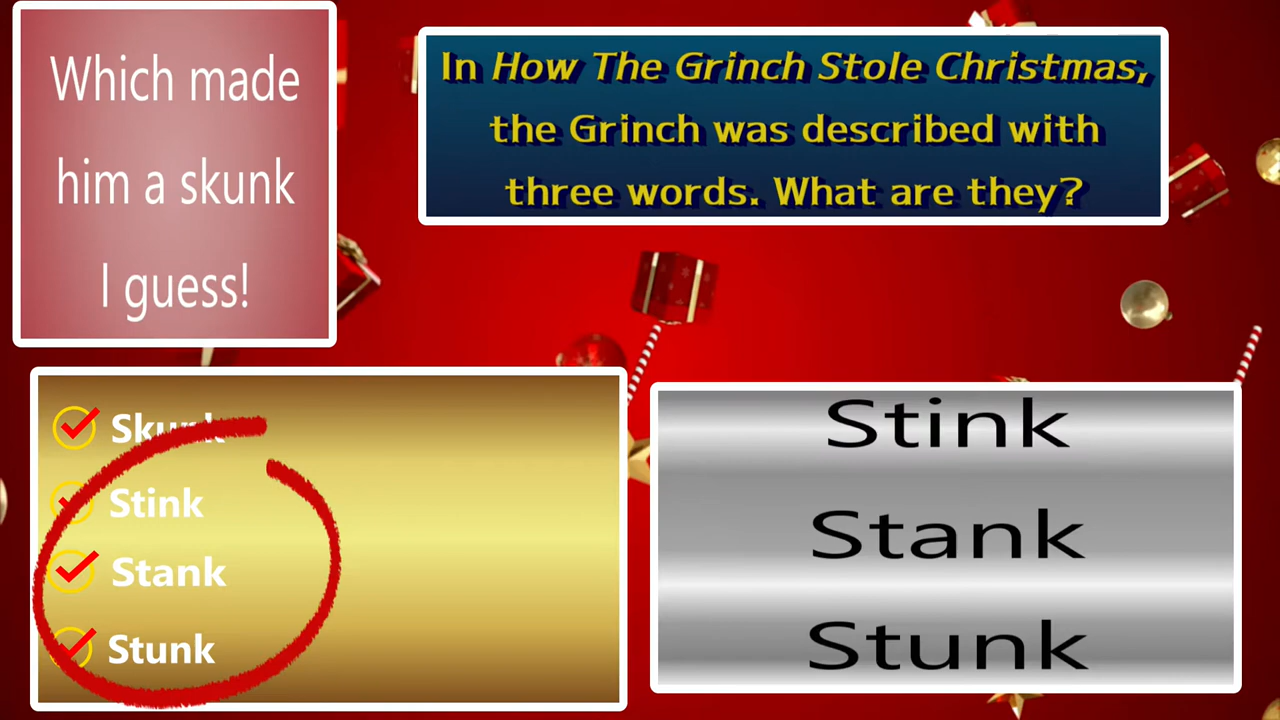 Which made
him a skunk
I guess!
In How The Grinch Stole Christmas,
the Grinch was described with
three words. What are they?
Skunk
Stink
Stank
Stunk
Stink
Stank
Stunk